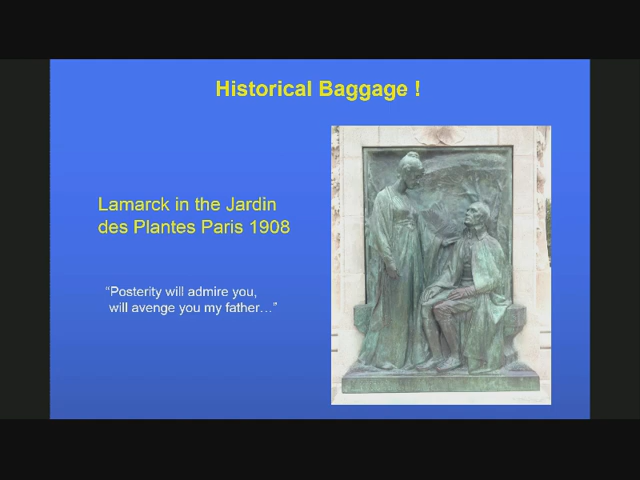 Historical Baggage !
Lamarck in the Jardin
des Plantes Paris 1908
“Posterity will admire you,
will avenge you my father…”